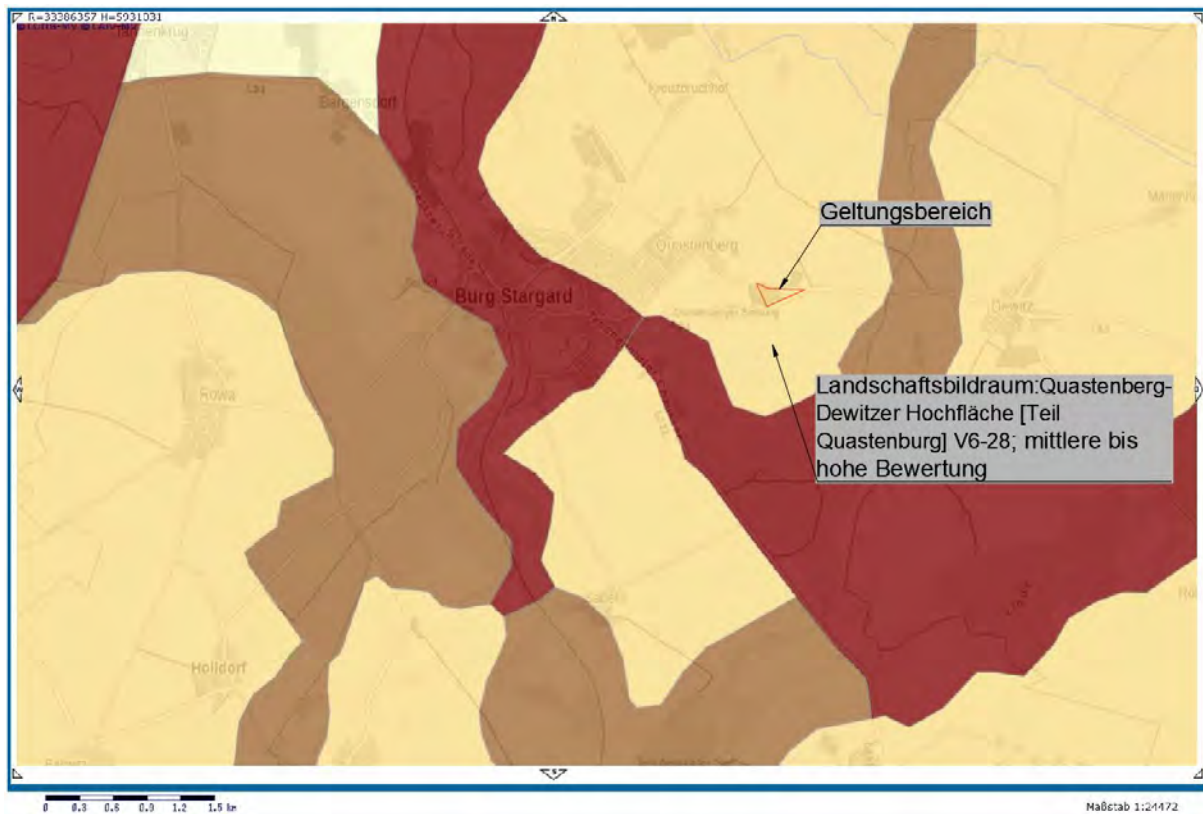 R=33386357 H=5931031
Bargensdorf
Kreuzbruchhof
Geltungsbereich
Quastenberg
Burg Stargard
Dewitz
Rowa
Landschaftsbildraum:Quastenberg-
Dewitzer Hochfläche [Teil
Quastenburg] V6-28; mittlere bis
hohe Bewertung
Holldorf
0 0.3 0.6 0.9 1.2 1.5 km
Maßstab 1:24472